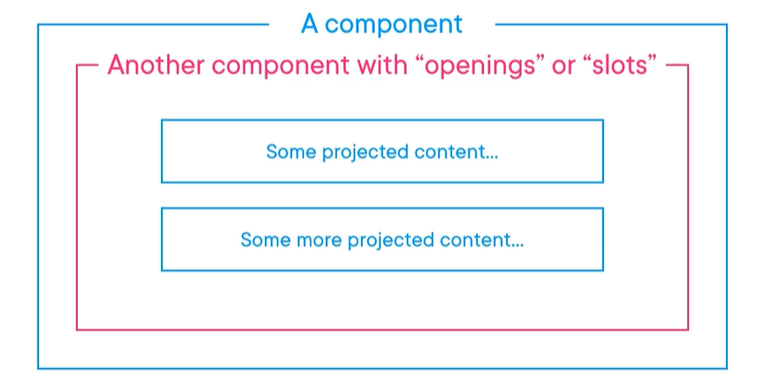 A component
Another component with “openings” or “slots”
Some projected content...
Some more projected content...